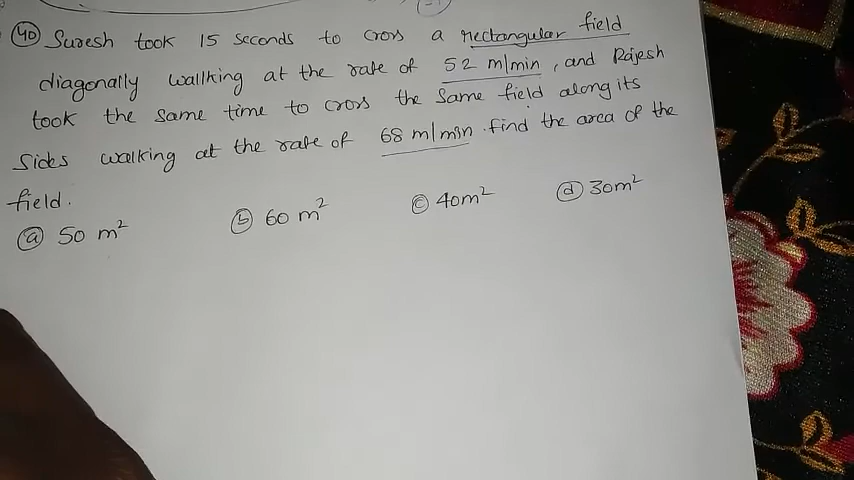 (40) Suresh took 15 seconds to cross a rectangular field
diagonally wallking at the rate of 52 m/min, and Rajesh
took the same time to cross the same field along its
Sides walking at the rate of 68 m/min. find the area of the
field.
(a) 50 m² (b) 60 m² (c) 40m² (d) 30m²